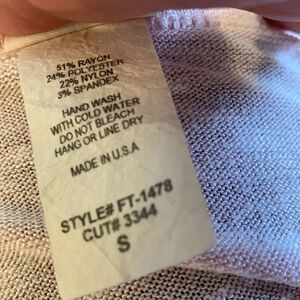 51% RAYON
24% POLYESTER
22% NYLON
3% SPANDEX
HAND WASH
WITH COLD WATER
DO NOT BLEACH
HANG OR LINE DRY
MADE IN U.S.A
STYLE# FT-1478
CUT# 3344
S